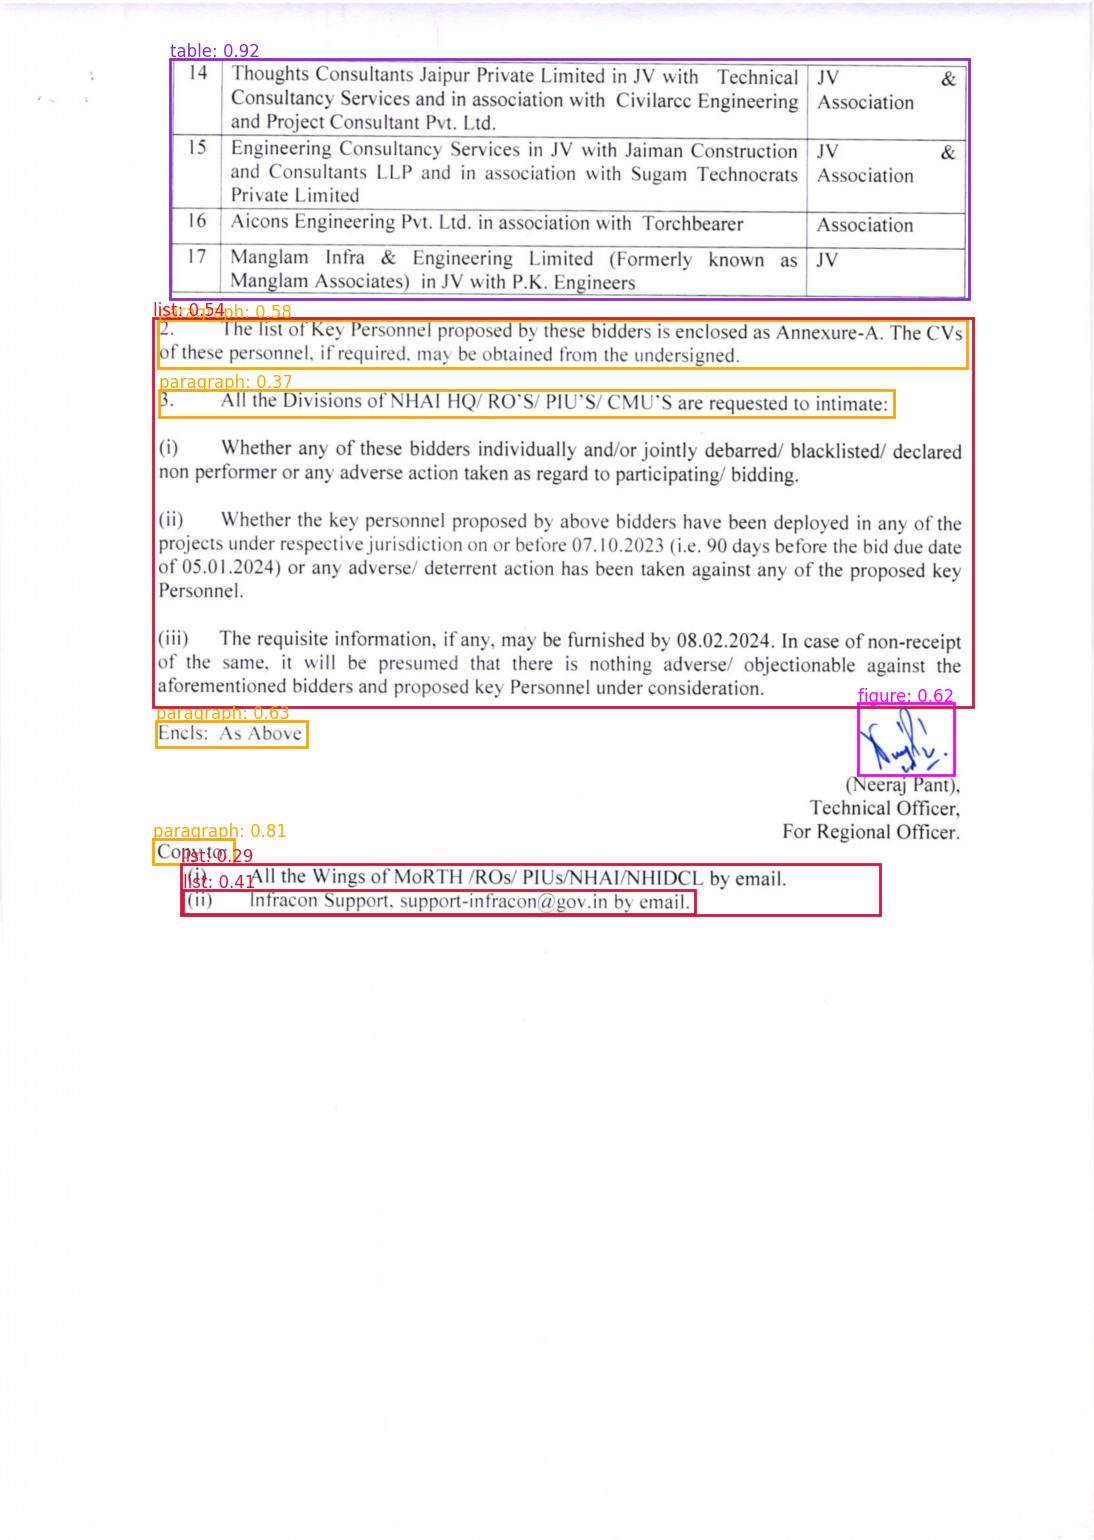 table: 0.92
14 Thoughts Consultants Jaipur Private Limited in JV with Technical JV &
Consultancy Services and in association with Civilarcc Engineering Association
and Project Consultant Pvt. Ltd.
15 Engineering Consultancy Services in JV with Jaiman Construction JV &
and Consultants LLP and in association with Sugam Technocrats Association
Private Limited
16 Aicons Engineering Pvt. Ltd. in association with Torchbearer Association
17 Manglam Infra & Engineering Limited (Formerly known as JV
Manglam Associates) in JV with P.K. Engineers
list: 0.54
paragraph: 0.58
2. The list of Key Personnel proposed by these bidders is enclosed as Annexure-A. The CVs
of these personnel, if required, may be obtained from the undersigned.
paragraph: 0.37
3. All the Divisions of NHAI HQ/ RO'S/ PIU'S/ CMU'S are requested to intimate:
(i) Whether any of these bidders individually and/or jointly debarred/ blacklisted/ declared
non performer or any adverse action taken as regard to participating/ bidding.
(ii) Whether the key personnel proposed by above bidders have been deployed in any of the
projects under respective jurisdiction on or before 07.10.2023 (i.e. 90 days before the bid due date
of 05.01.2024) or any adverse/ deterrent action has been taken against any of the proposed key
Personnel.
(iii) The requisite information, if any, may be furnished by 08.02.2024. In case of non-receipt
of the same, it will be presumed that there is nothing adverse/ objectionable against the
aforementioned bidders and proposed key Personnel under consideration.
figure: 0.62
paragraph: 0.63
Encls: As Above
(Neeraj Pant),
Technical Officer,
For Regional Officer.
paragraph: 0.81
Copy to:
list: 0.29
(i) All the Wings of MoRTH /ROs/ PIUs/NHAI/NHIDCL by email.
list: 0.41
(ii) Infracon Support, support-infracon@gov.in by email.